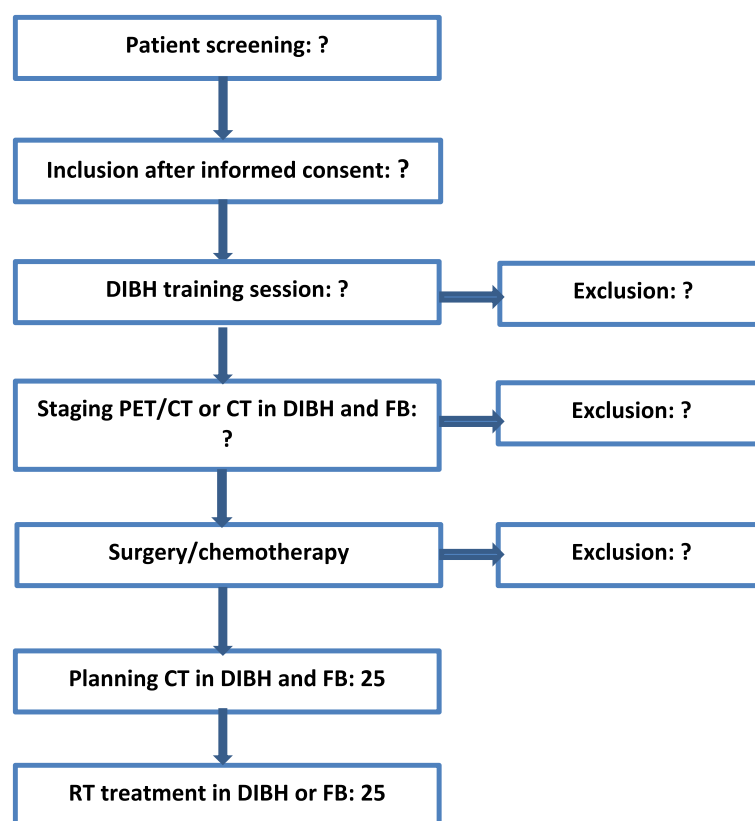 Patient screening: ?
Inclusion after informed consent: ?
DIBH training session: ?
Exclusion: ?
Staging PET/CT or CT in DIBH and FB:
?
Exclusion: ?
Surgery/chemotherapy
Exclusion: ?
Planning CT in DIBH and FB: 25
RT treatment in DIBH or FB: 25